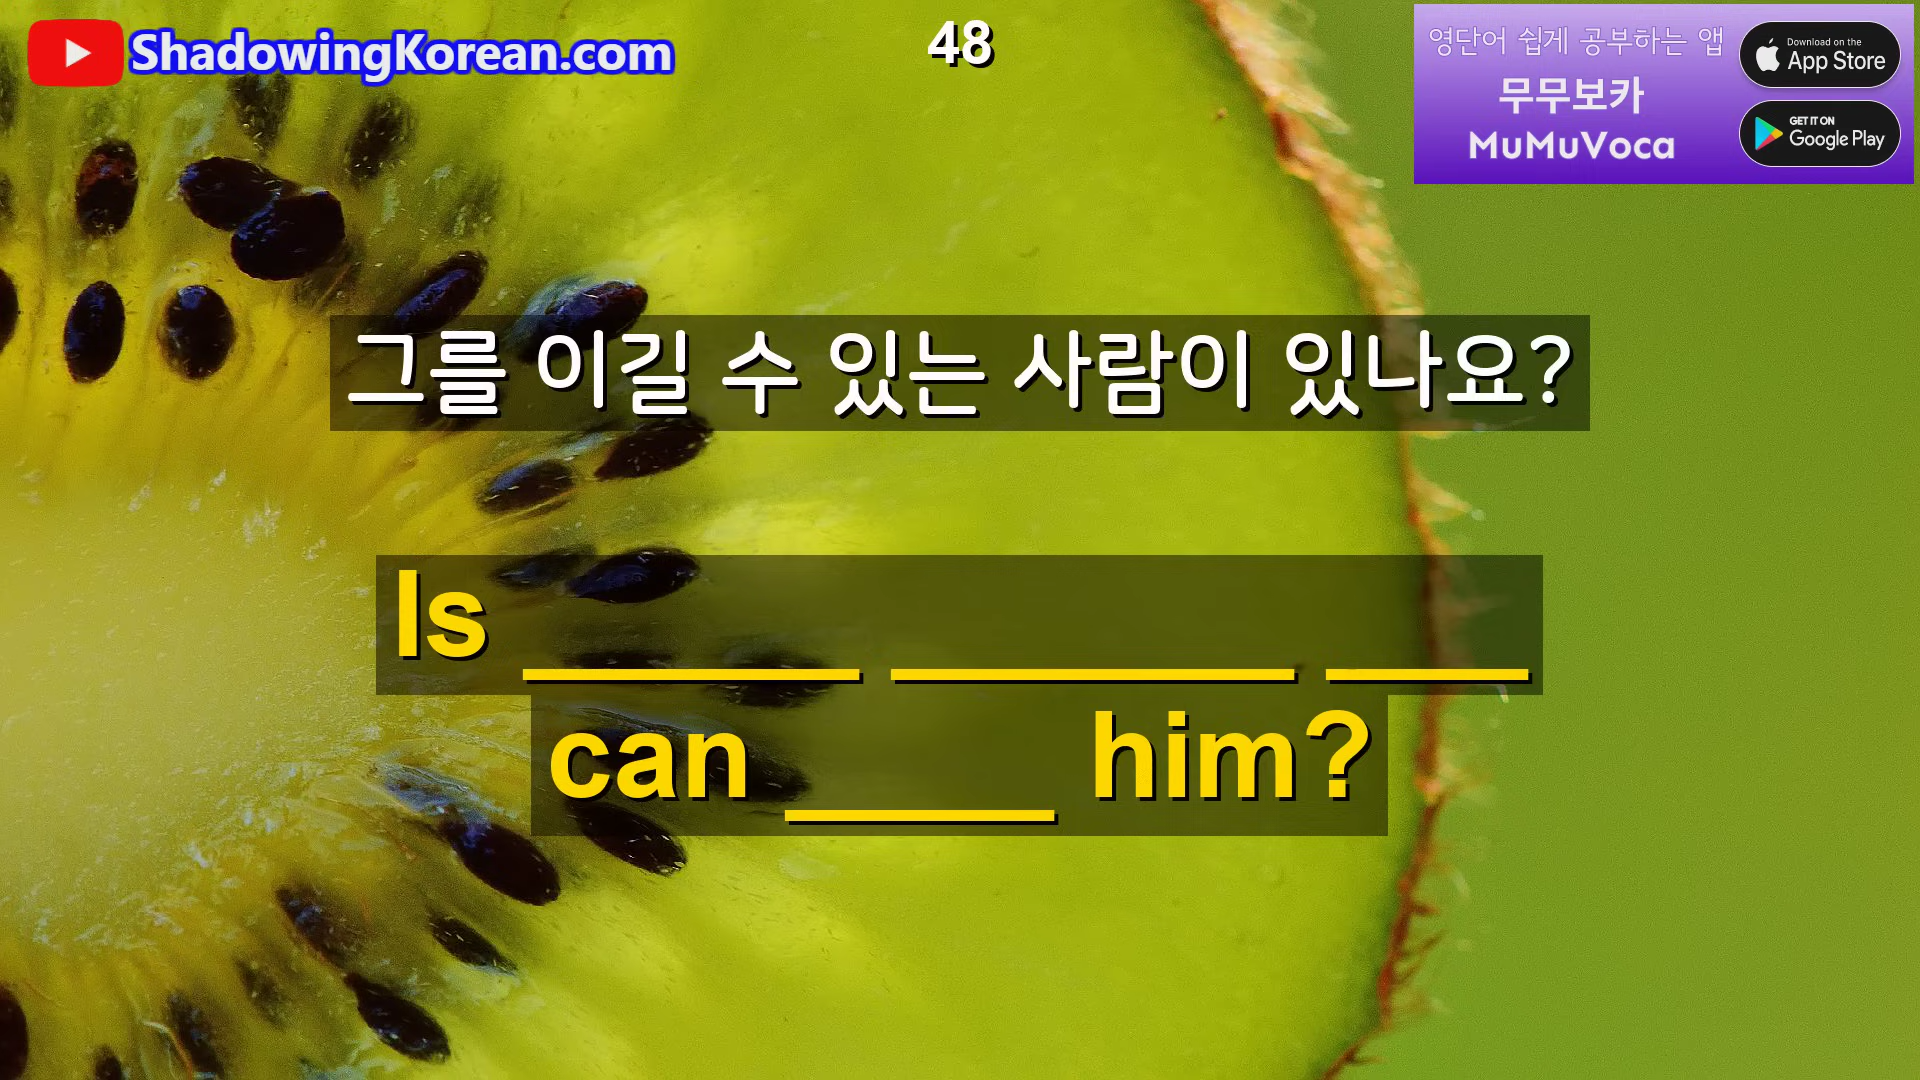 ShadowingKorean.com
48
영단어 쉽게 공부하는 앱
무무보카
MuMuVoca
Download on the
App Store
GET IT ON
Google Play
그를 이길 수 있는 사람이 있나요?
Is _____ ______ ___
can ____ him?